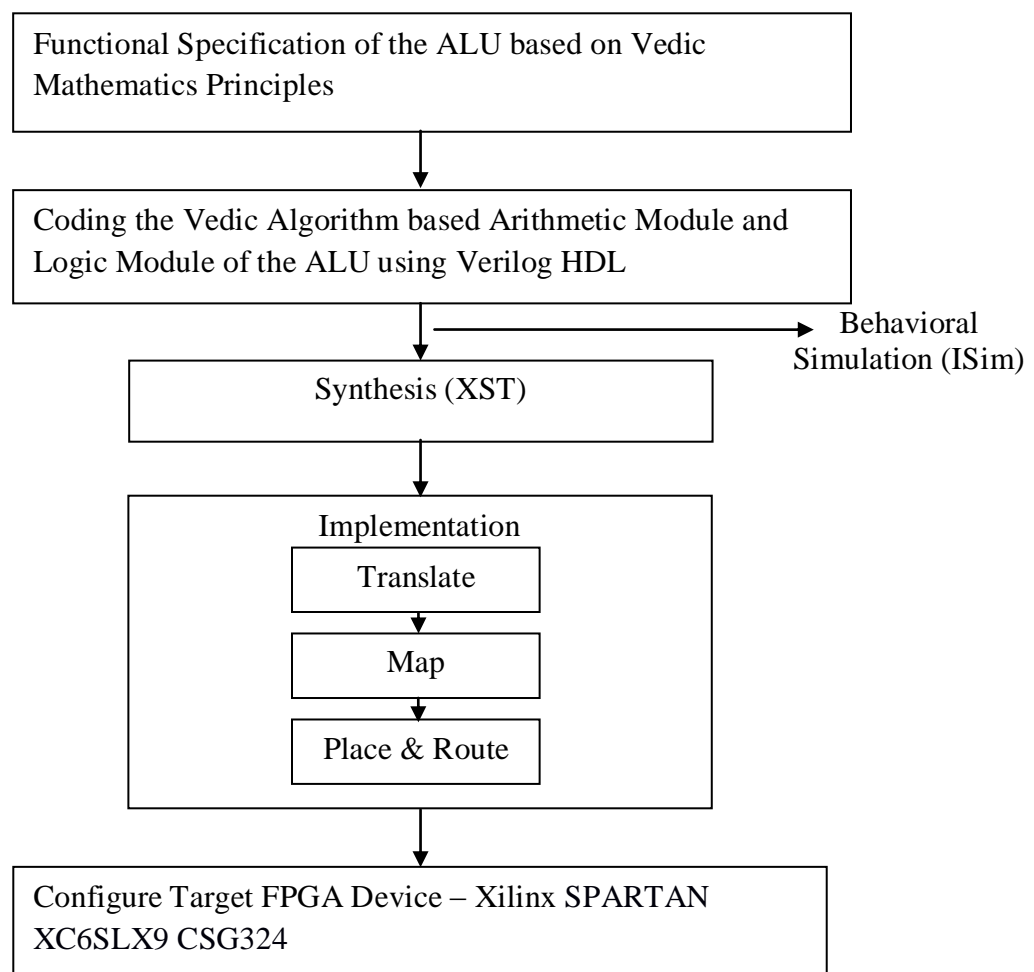 Functional Specification of the ALU based on Vedic
Mathematics Principles
Coding the Vedic Algorithm based Arithmetic Module and
Logic Module of the ALU using Verilog HDL
Behavioral
Simulation (ISim)
Synthesis (XST)
Implementation
Translate
Map
Place & Route
Configure Target FPGA Device – Xilinx SPARTAN
XC6SLX9 CSG324